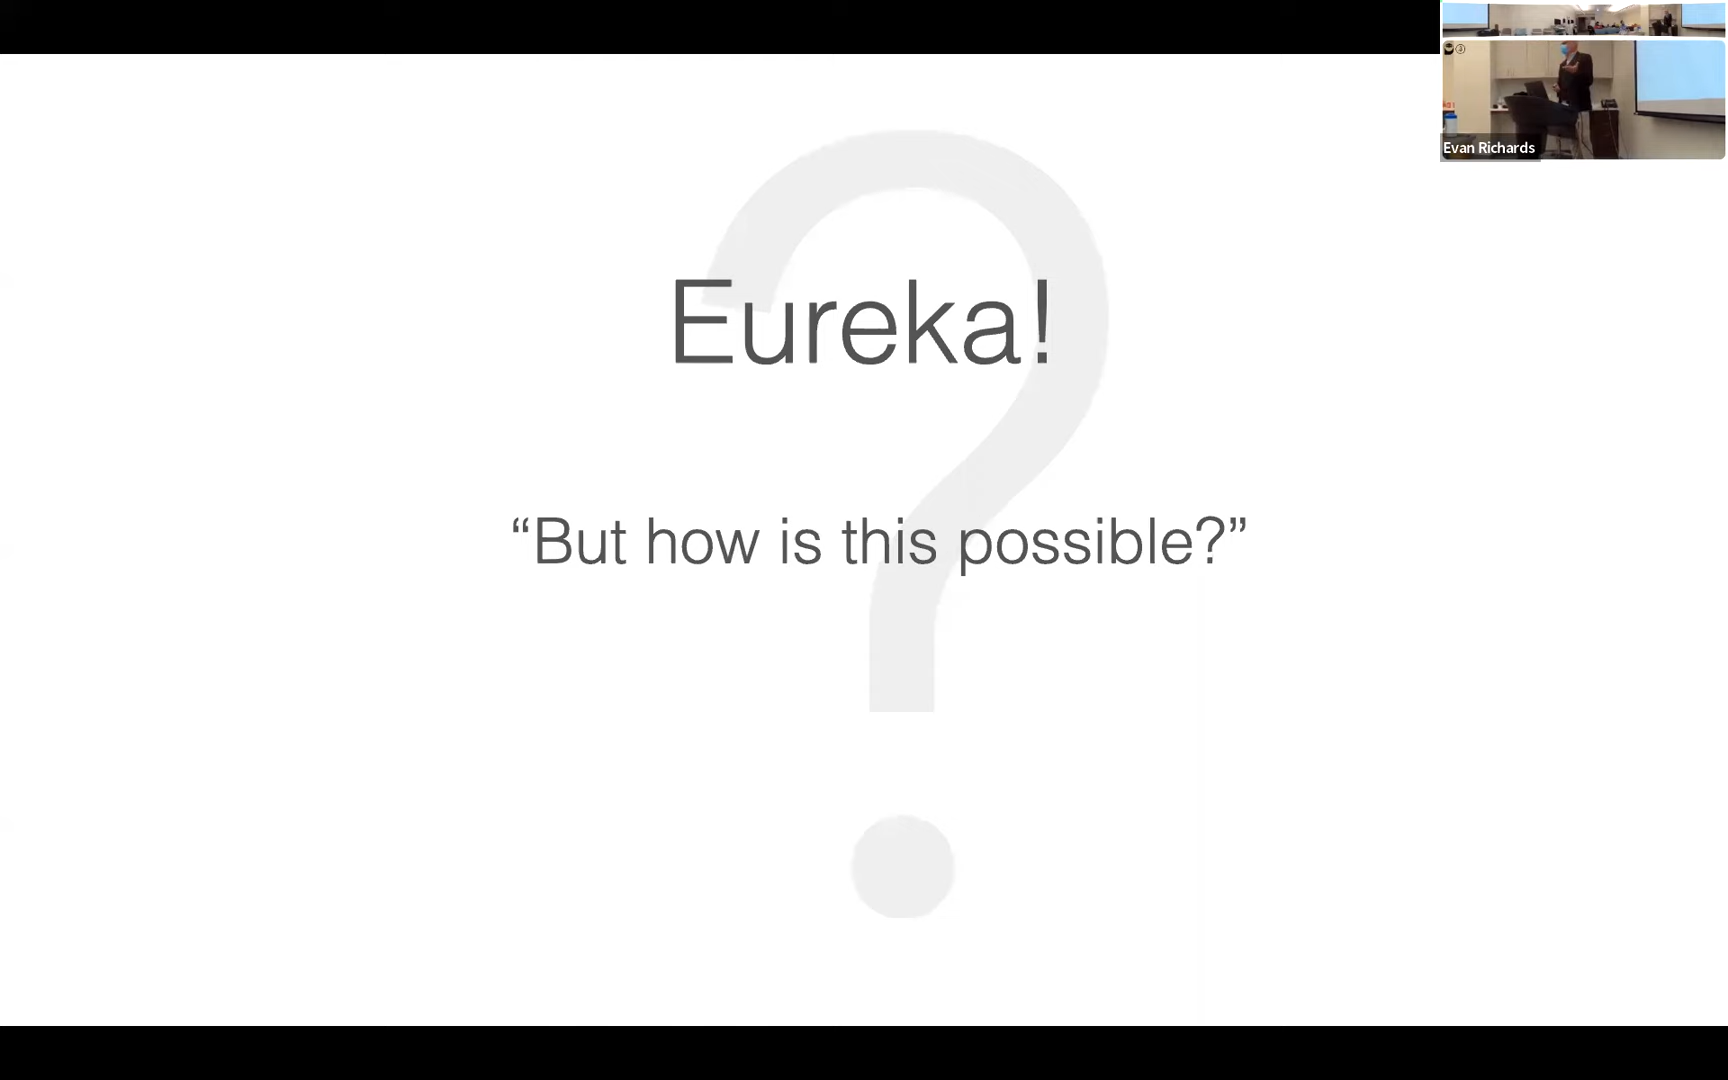 Eureka!
“But how is this possible?”
Evan Richards